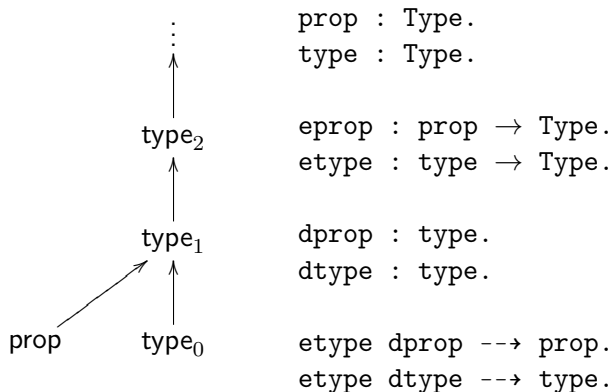 ⋮
type₂
type₁
prop
type₀
prop : Type.
type : Type.
eprop : prop → Type.
etype : type → Type.
dprop : type.
dtype : type.
etype dprop --→ prop.
etype dtype --→ type.